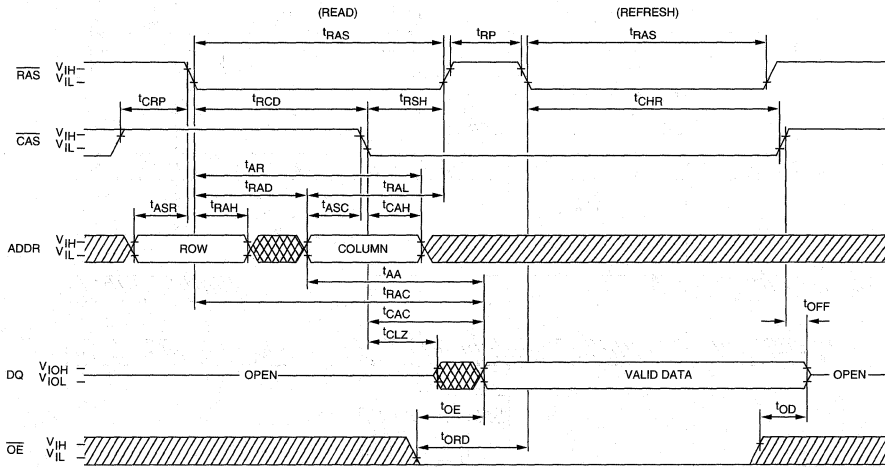 (READ) (REFRESH)
tRAS tRP tRAS
RAS VIH VIL
tCRP tRCD tRSH tCHR
CAS VIH VIL
tAR
tRAD tRAL
tASR tRAH tASC tCAH
ADDR VIH VIL ROW COLUMN
tAA
tRAC
tCAC tOFF
tCLZ
DQ VIOH VIOL OPEN VALID DATA OPEN
tOE tOD
OE VIH VIL tORD